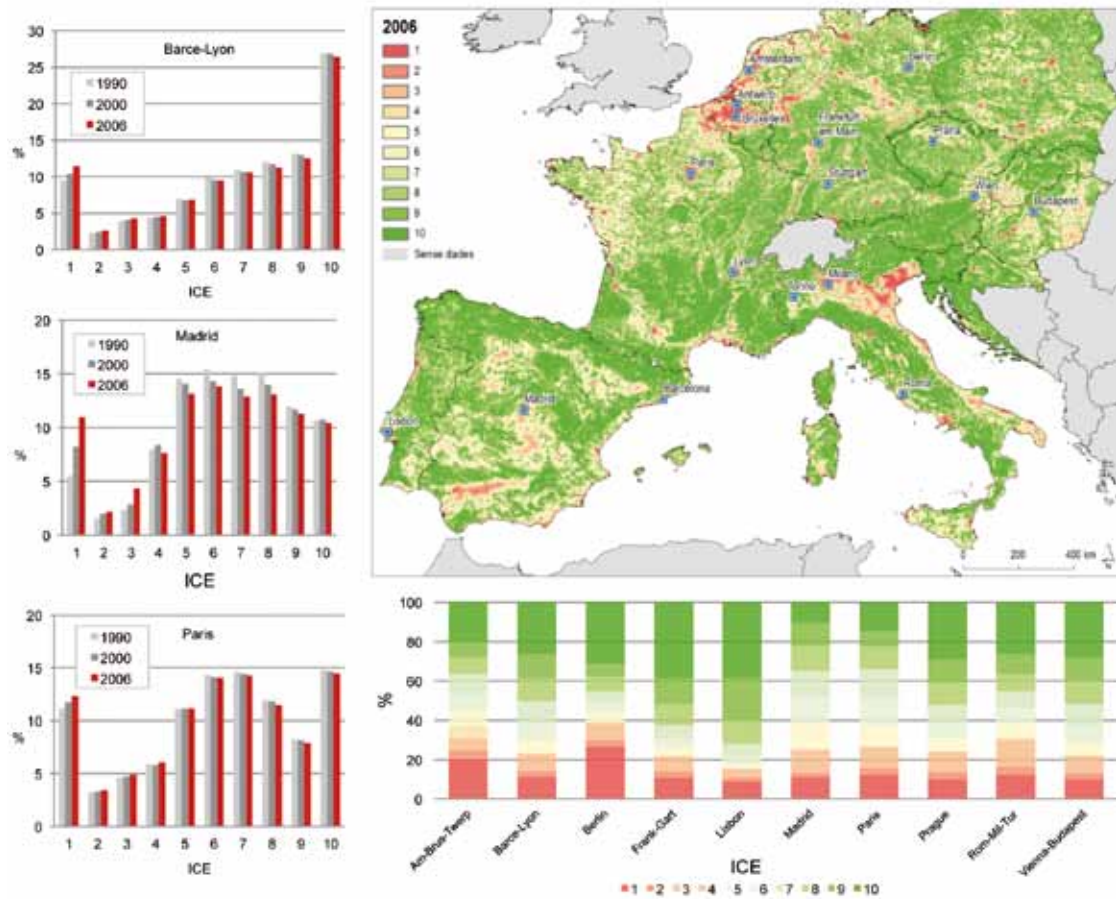 30
25
20
15
10
5
0
%
Barce-Lyon
1990
2000
2006
1 2 3 4 5 6 7 8 9 10
ICE
20
15
10
5
0
%
Madrid
1990
2000
2006
1 2 3 4 5 6 7 8 9 10
ICE
20
15
10
5
0
%
Paris
1990
2000
2006
1 2 3 4 5 6 7 8 9 10
ICE
2006
1
2
3
4
5
6
7
8
9
10
Sense dades
Amsterdam
Berlin
Antwerp
Bruxelles
Frankfurt
am Main
Praha
Paris
Stuttgart
Wien
Budapest
Lyon
Milano
Torino
Barcelona
Madrid
Roma
Lisbon
0 200 400 km
100
80
60
40
20
0
%
Am-Brus-Twerp
Barce-Lyon
Berlin
Frank-Gart
Lisbon
Madrid
Paris
Prague
Rom-Mil-Tur
Vienna-Budapest
ICE
1 2 3 4 5 6 7 8 9 10